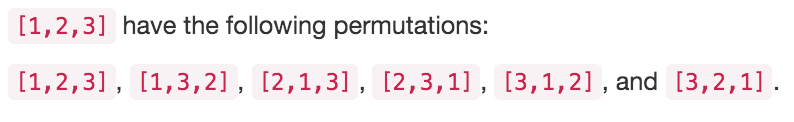 [1,2,3] have the following permutations:
[1,2,3] , [1,3,2] , [2,1,3] , [2,3,1] , [3,1,2] , and [3,2,1] .